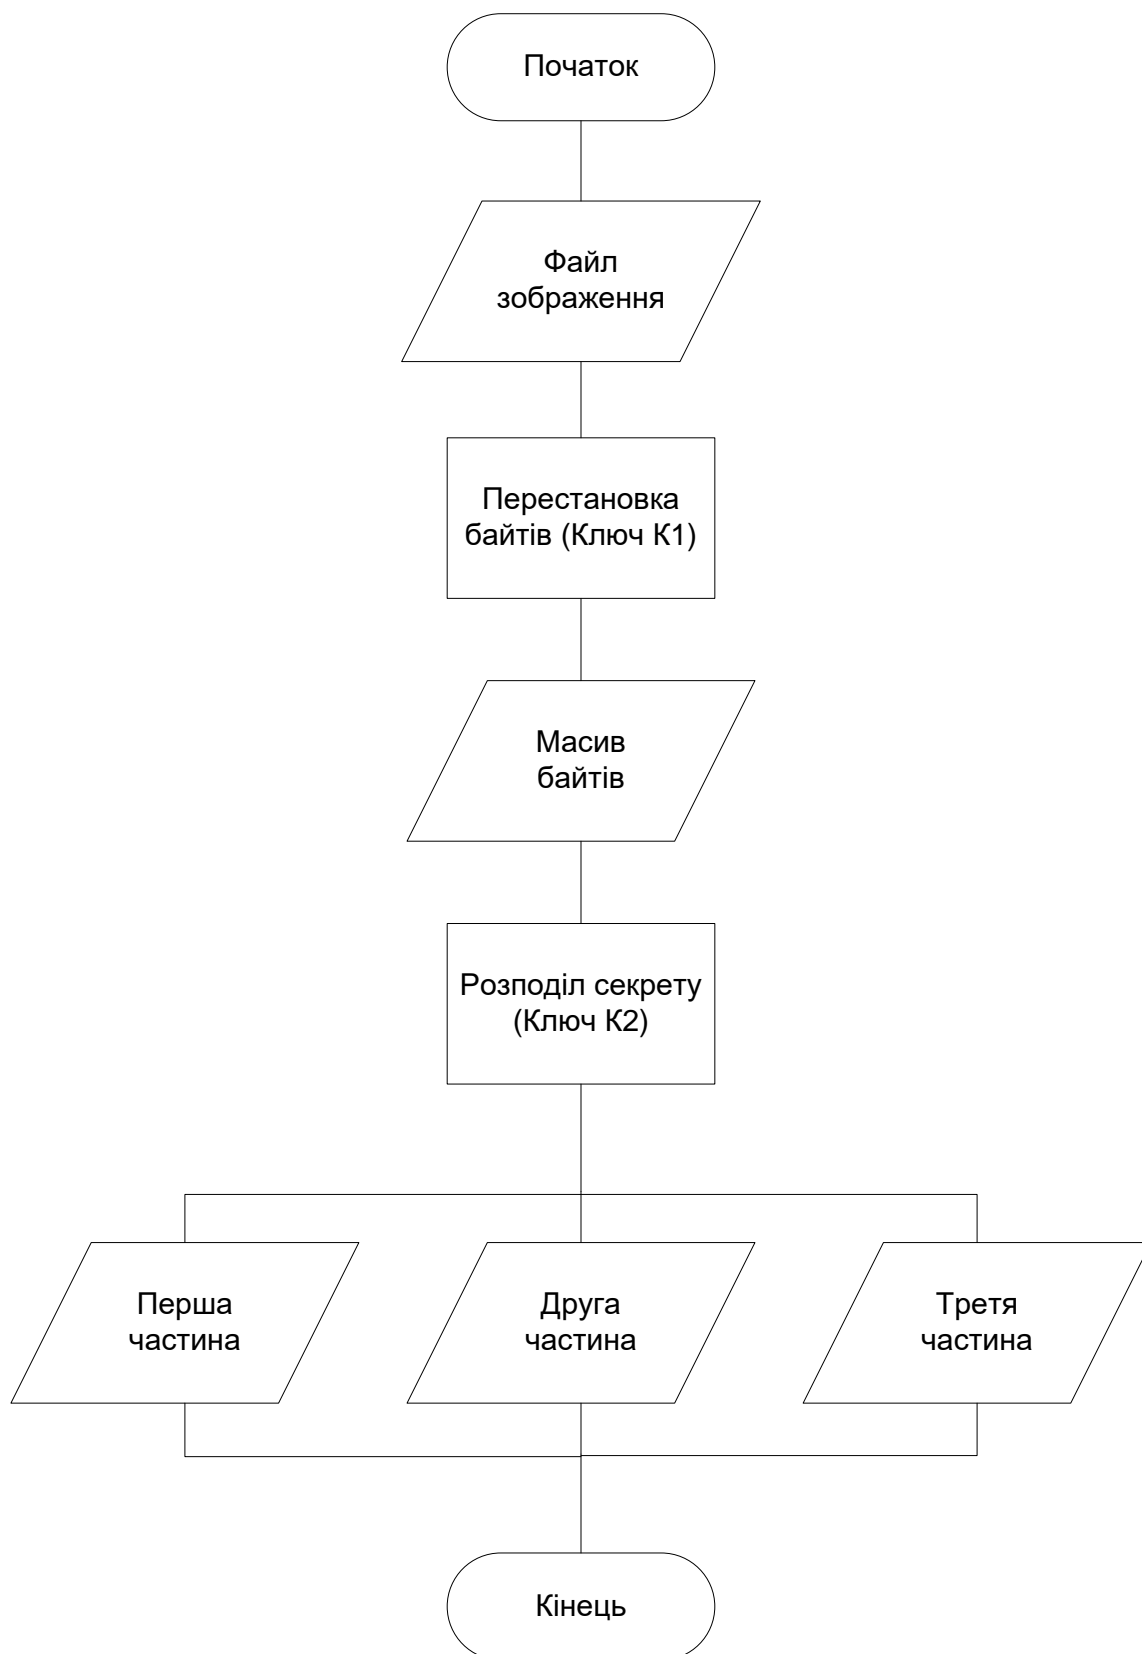 Початок
Файл
зображення
Перестановка
байтів (Ключ К1)
Масив
байтів
Розподіл секрету
(Ключ К2)
Перша
частина
Друга
частина
Третя
частина
Кінець